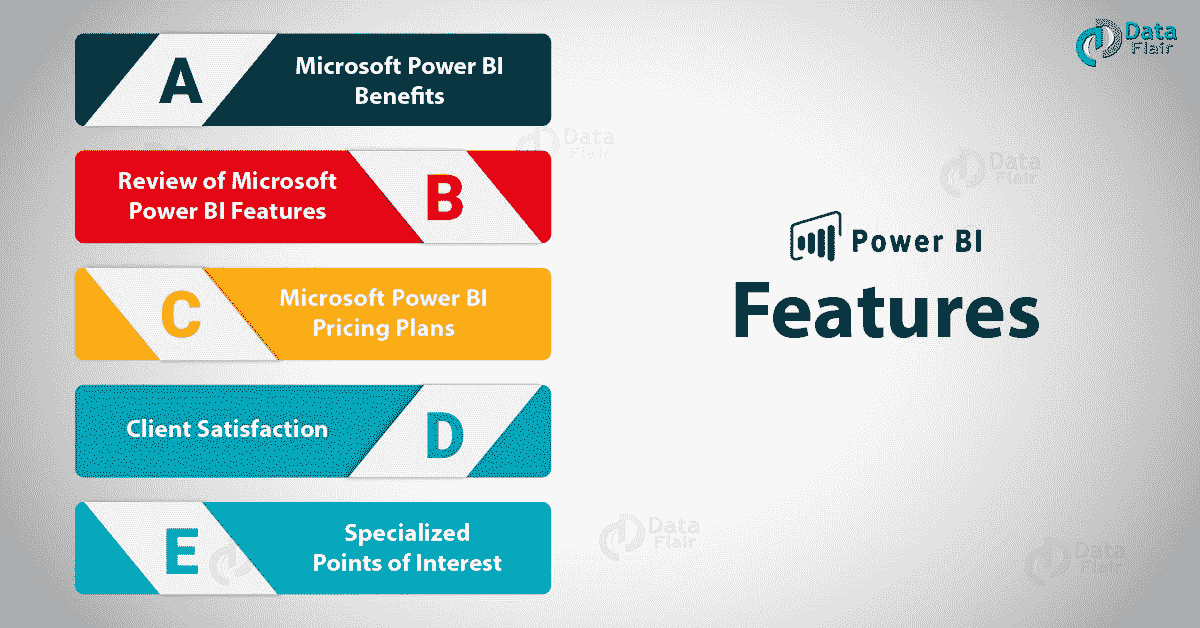 A
Microsoft Power BI
Benefits
Review of Microsoft
Power BI Features
B
C
Microsoft Power BI
Pricing Plans
Client Satisfaction
D
E
Specialized
Points of Interest
Data
Flair
Power BI
Features
Data
Flair
Data
Flair
Data
Flair
Data
Flair